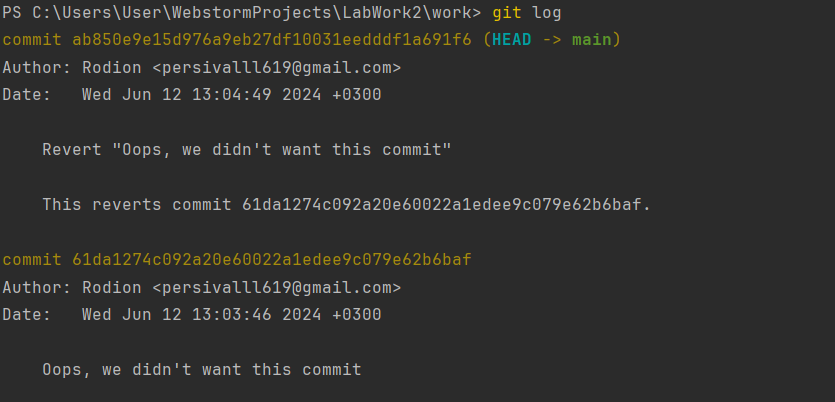 PS C:\Users\User\WebstormProjects\LabWork2\work> git log
commit ab850e9e15d976a9eb27df10031eedddf1a691f6 (HEAD -> main)
Author: Rodion <persivalll619@gmail.com>
Date:   Wed Jun 12 13:04:49 2024 +0300
Revert "Oops, we didn't want this commit"
This reverts commit 61da1274c092a20e60022a1edee9c079e62b6baf.
commit 61da1274c092a20e60022a1edee9c079e62b6baf
Author: Rodion <persivalll619@gmail.com>
Date:   Wed Jun 12 13:03:46 2024 +0300
Oops, we didn't want this commit